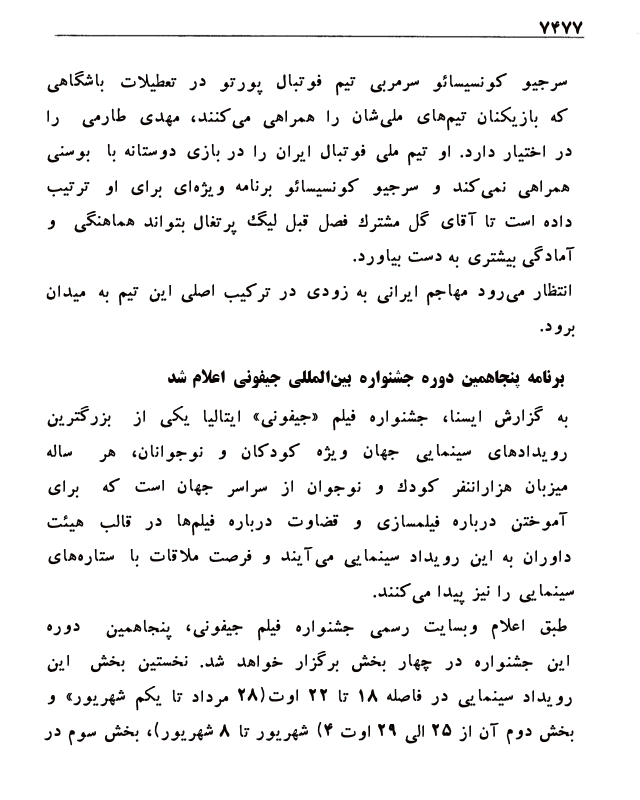 ۷۴۷۷
سرجیو کونسیسائو سرمربی تیم فوتبال پورتو در تعطیلات باشگاهی
که بازیکنان تیم‌های ملی‌شان را همراهی می‌کنند، مهدی طارمی را
در اختیار دارد. او تیم ملی فوتبال ایران را در بازی دوستانه با بوسنی
همراهی نمی‌کند و سرجیو کونسیسائو برنامه ویژه‌ای برای او ترتیب
داده است تا آقای گل مشترك فصل قبل لیگ پرتغال بتواند هماهنگی و
آمادگی بیشتری به دست بیاورد.
انتظار می‌رود مهاجم ایرانی به زودی در ترکیب اصلی این تیم به میدان
برود.
برنامه پنجاهمین دوره جشنواره بین‌المللی جیفونی اعلام شد
به گزارش ایسنا، جشنواره فیلم «جیفونی» ایتالیا یکی از بزرگترین
رویدادهای سینمایی جهان ویژه کودکان و نوجوانان، هر ساله
میزبان هزاران‌نفر کودك و نوجوان از سراسر جهان است که برای
آموختن درباره فیلمسازی و قضاوت درباره فیلم‌ها در قالب هیئت
داوران به این رویداد سینمایی می‌آیند و فرصت ملاقات با ستاره‌های
سینمایی را نیز پیدا می‌کنند.
طبق اعلام وبسایت رسمی جشنواره فیلم جیفونی، پنجاهمین دوره
این جشنواره در چهار بخش برگزار خواهد شد. نخستین بخش این
رویداد سینمایی در فاصله ۱۸ تا ۲۲ اوت(۲۸ مرداد تا یکم شهریور» و
بخش دوم آن از ۲۵ الی ۲۹ اوت ۴) شهریور تا ۸ شهریور)، بخش سوم در